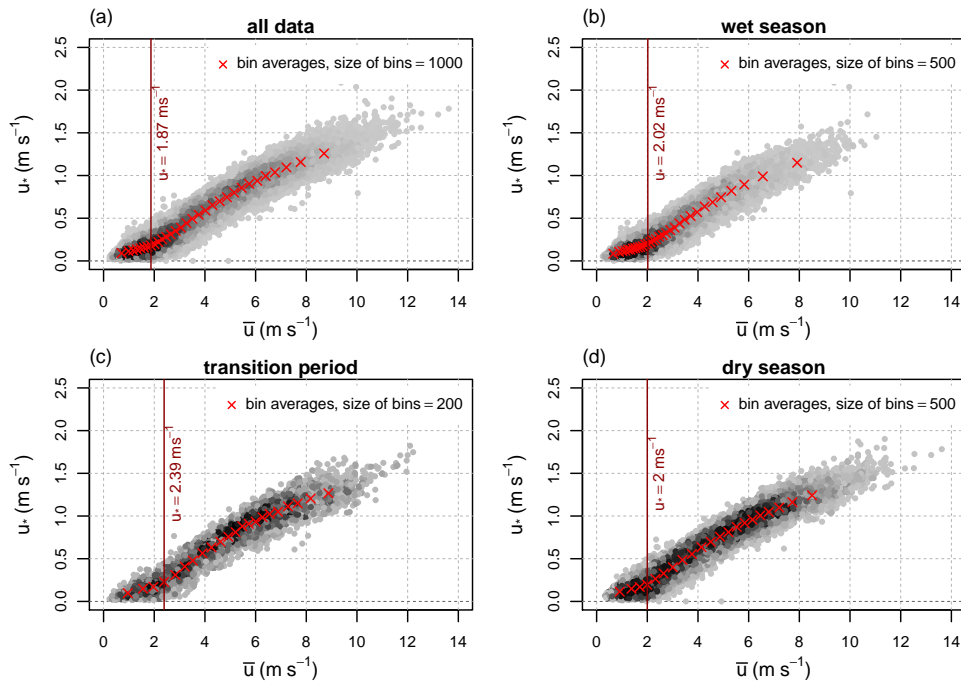 (a)
all data
× bin averages, size of bins = 1000
u* = 1.87 ms⁻¹
u* (m s⁻¹)
0.0 0.5 1.0 1.5 2.0 2.5
0 2 4 6 8 10 12 14
u̅ (m s⁻¹)
(b)
wet season
× bin averages, size of bins = 500
u* = 2.02 ms⁻¹
u* (m s⁻¹)
0.0 0.5 1.0 1.5 2.0 2.5
0 2 4 6 8 10 12 14
u̅ (m s⁻¹)
(c)
transition period
× bin averages, size of bins = 200
u* = 2.39 ms⁻¹
u* (m s⁻¹)
0.0 0.5 1.0 1.5 2.0 2.5
0 2 4 6 8 10 12 14
u̅ (m s⁻¹)
(d)
dry season
× bin averages, size of bins = 500
u* = 2 ms⁻¹
u* (m s⁻¹)
0.0 0.5 1.0 1.5 2.0 2.5
0 2 4 6 8 10 12 14
u̅ (m s⁻¹)